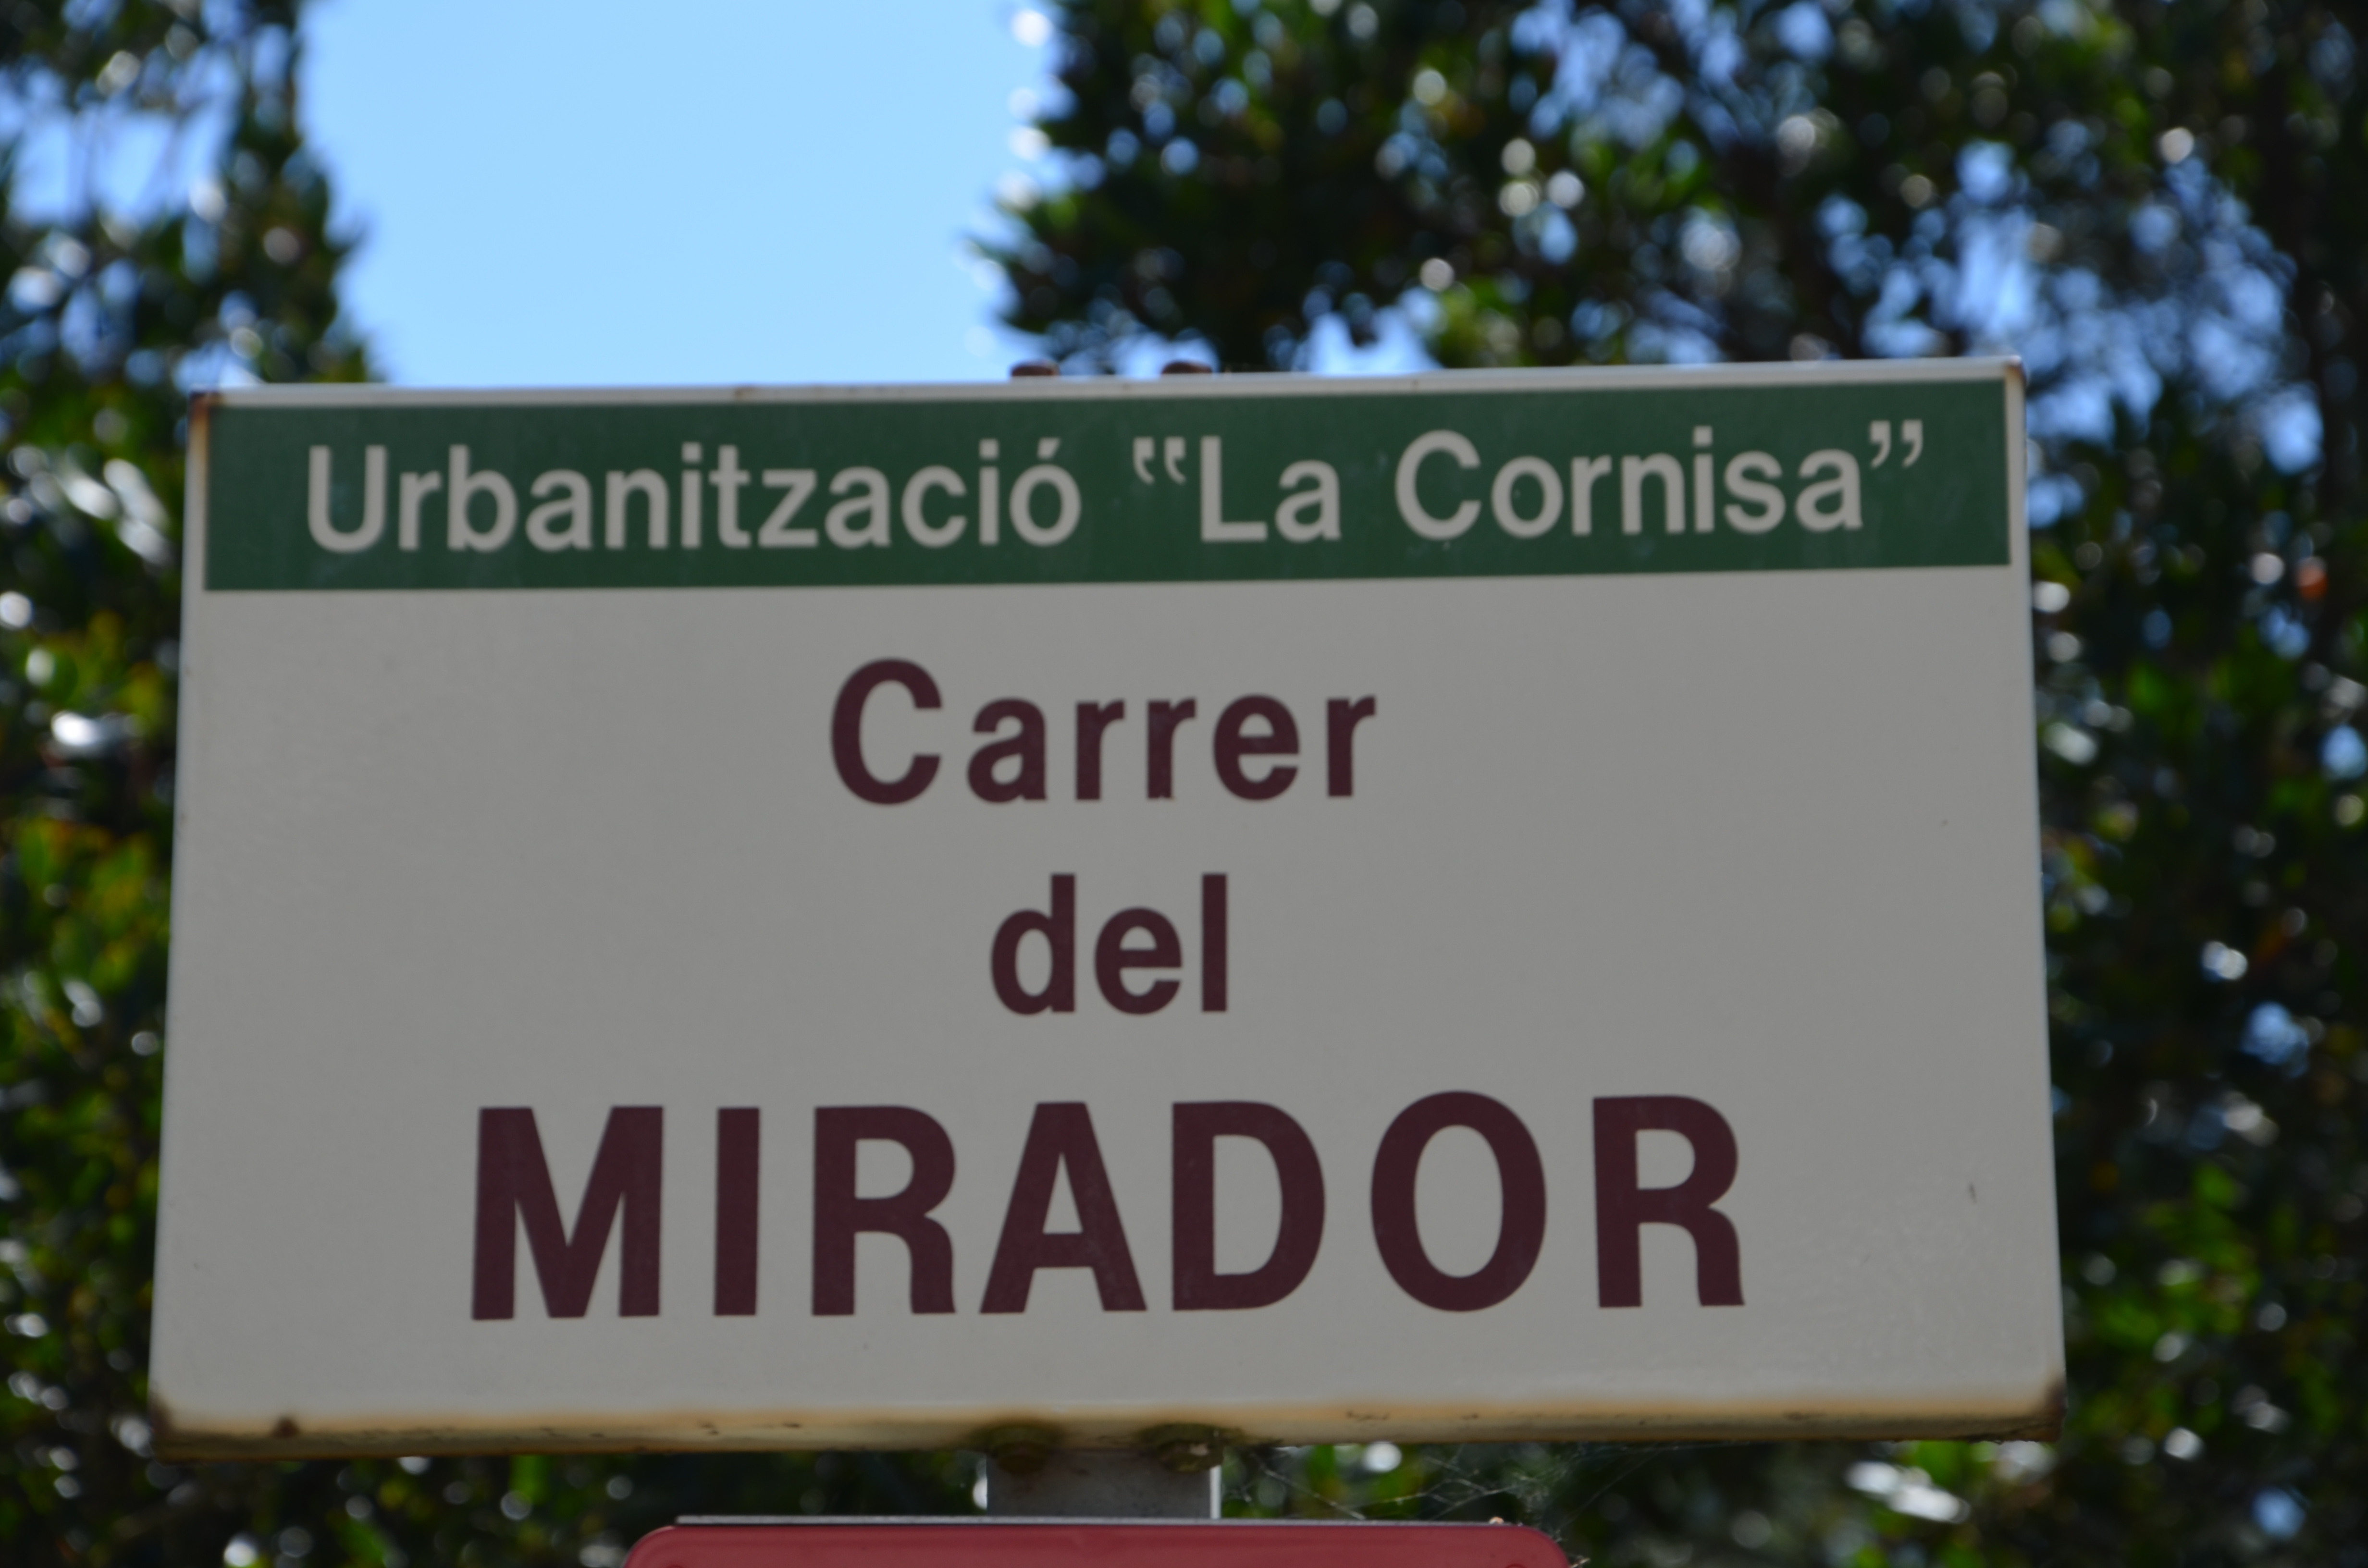 Urbanització “La Cornisa”
Carrer
del
MIRADOR